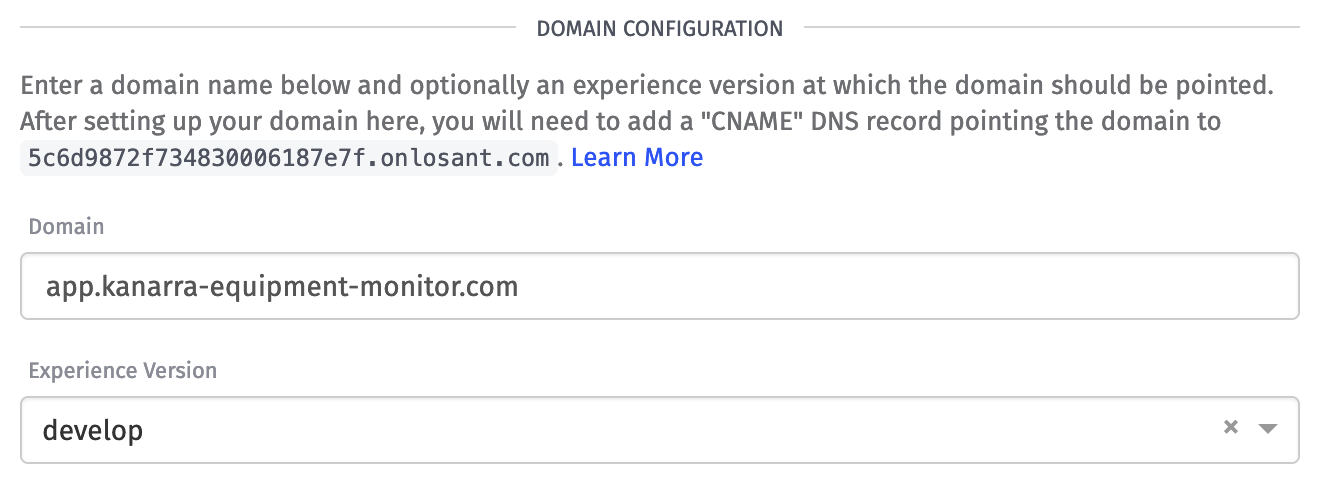 DOMAIN CONFIGURATION
Enter a domain name below and optionally an experience version at which the domain should be pointed.
After setting up your domain here, you will need to add a "CNAME" DNS record pointing the domain to
5c6d9872f734830006187e7f.onlosant.com. Learn More
Domain
app.kanarra-equipment-monitor.com
Experience Version
develop